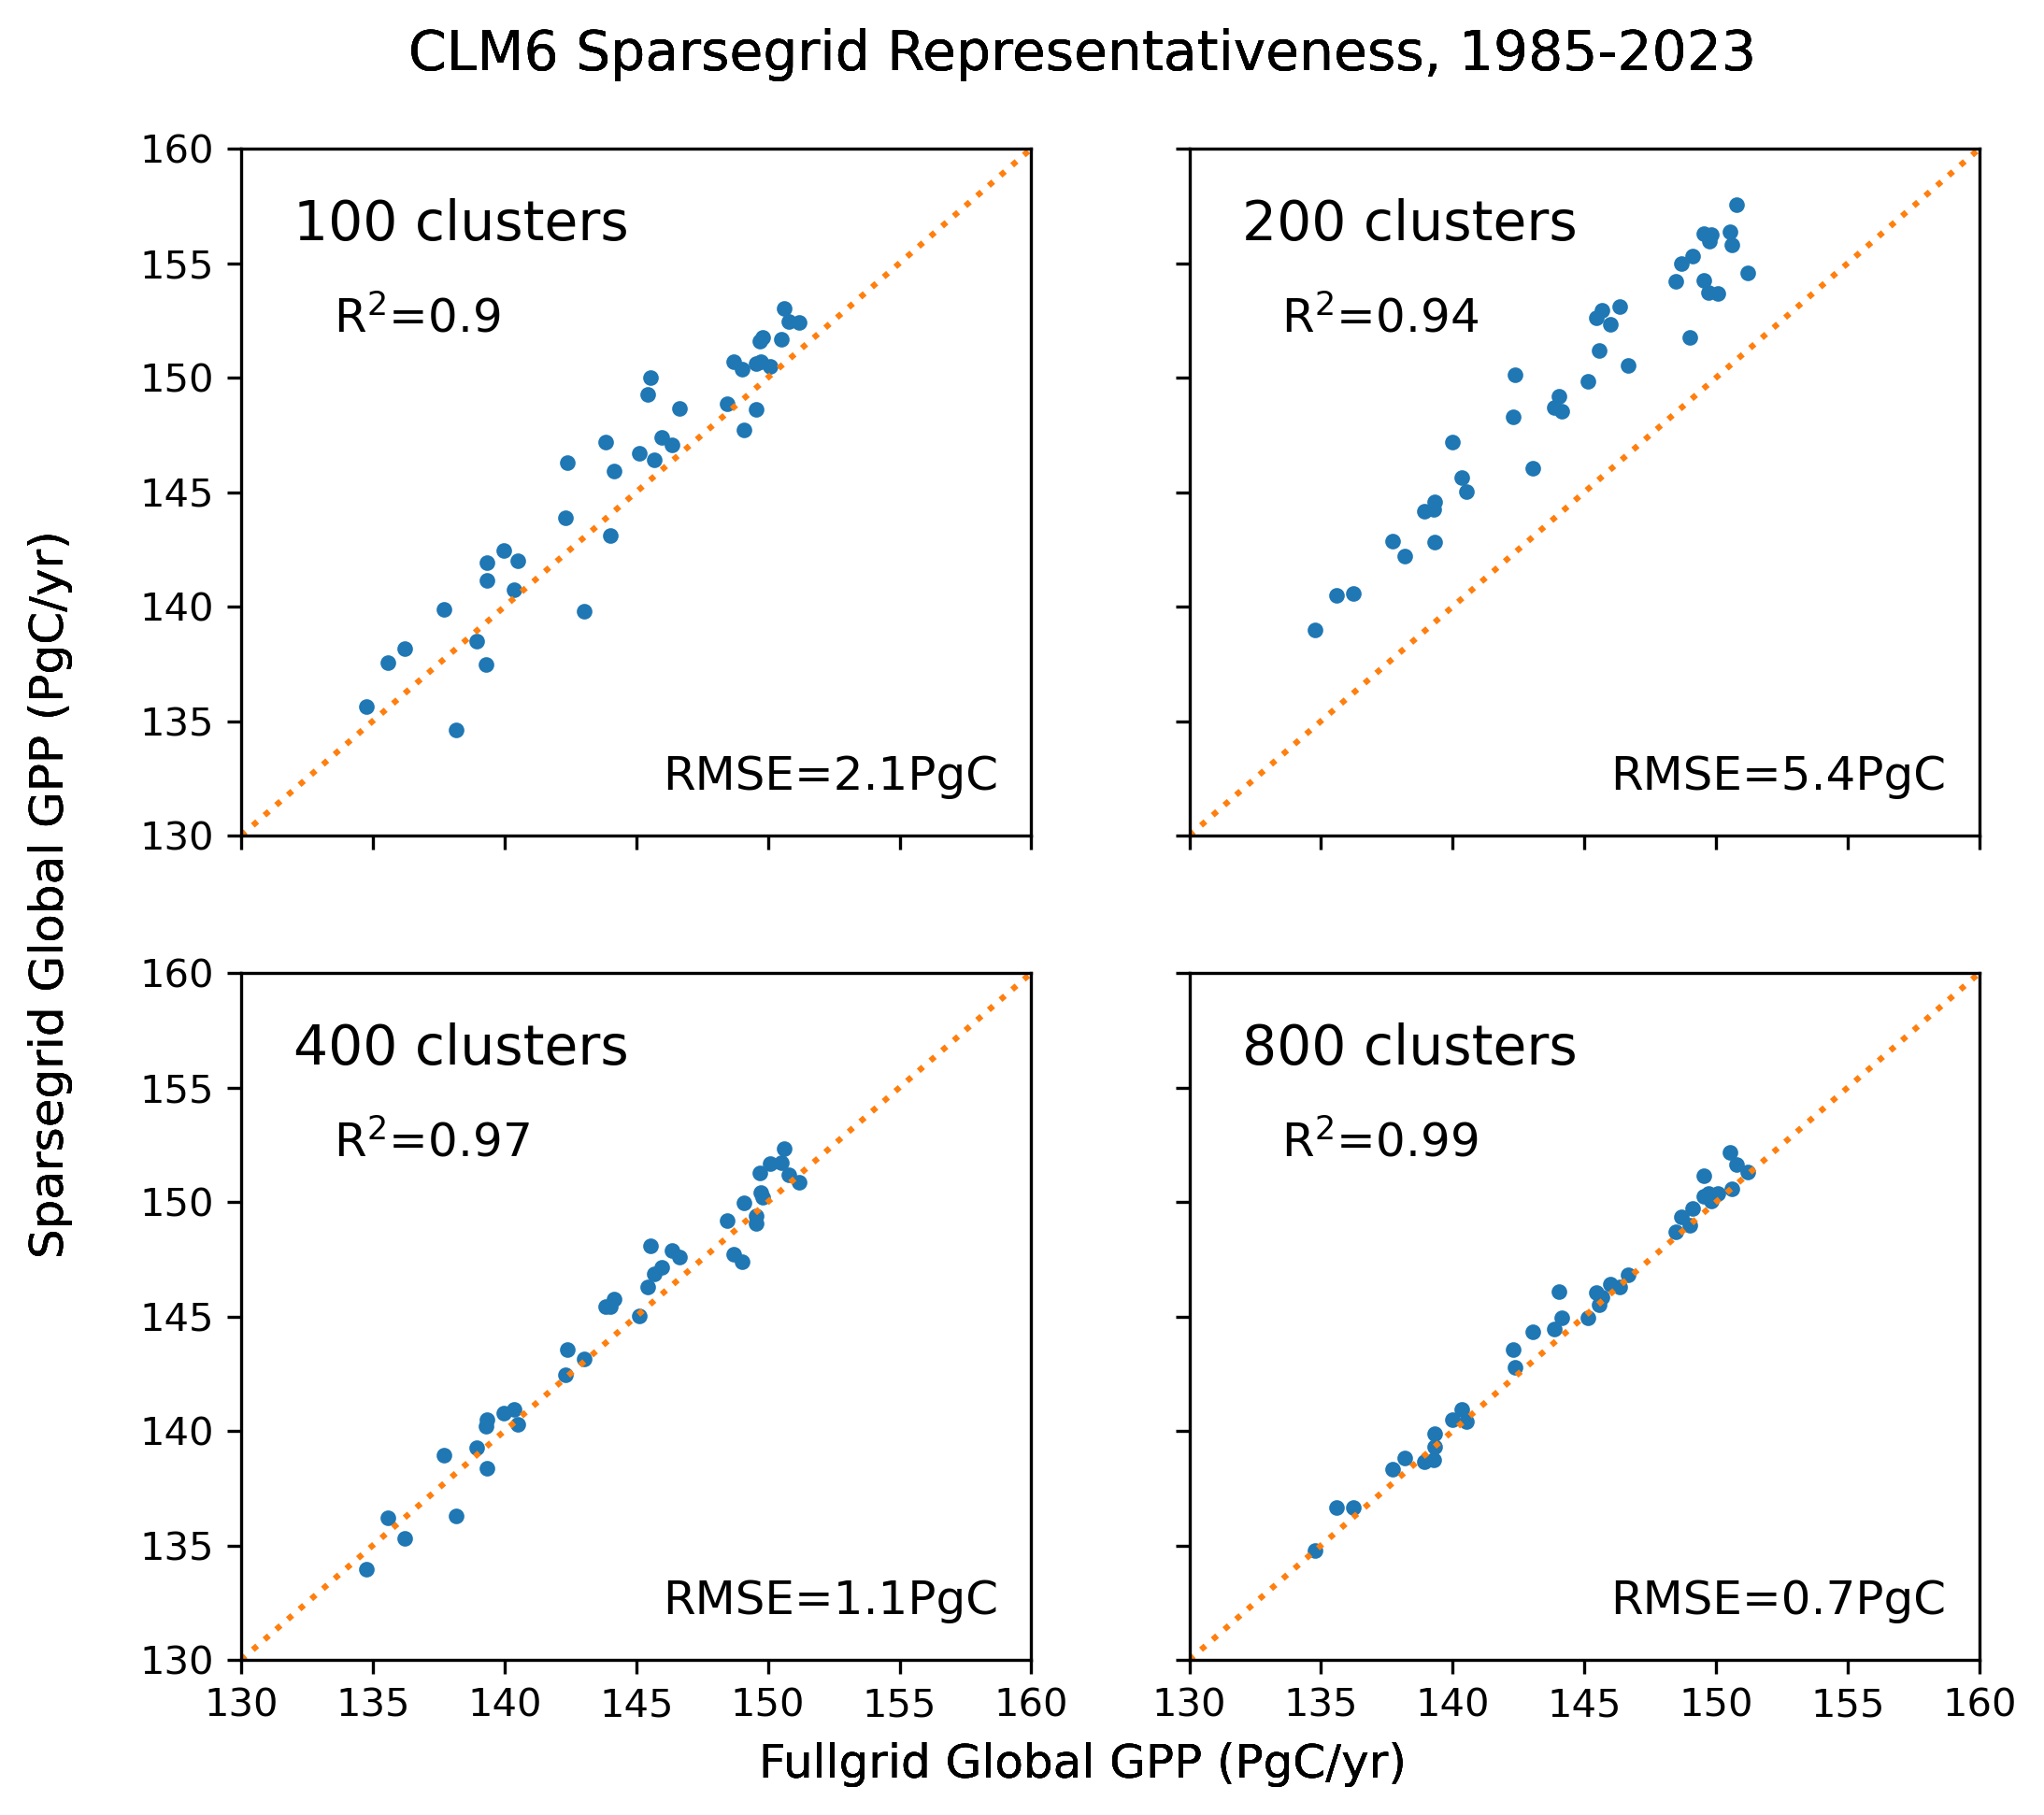 CLM6 Sparsegrid Representativeness, 1985-2023
Sparsegrid Global GPP (PgC/yr)
160
155
150
145
140
135
130
100 clusters
R²=0.9
RMSE=2.1PgC
200 clusters
R²=0.94
RMSE=5.4PgC
160
155
150
145
140
135
130
400 clusters
R²=0.97
RMSE=1.1PgC
130 135 140 145 150 155 160
800 clusters
R²=0.99
RMSE=0.7PgC
130 135 140 145 150 155 160
Fullgrid Global GPP (PgC/yr)